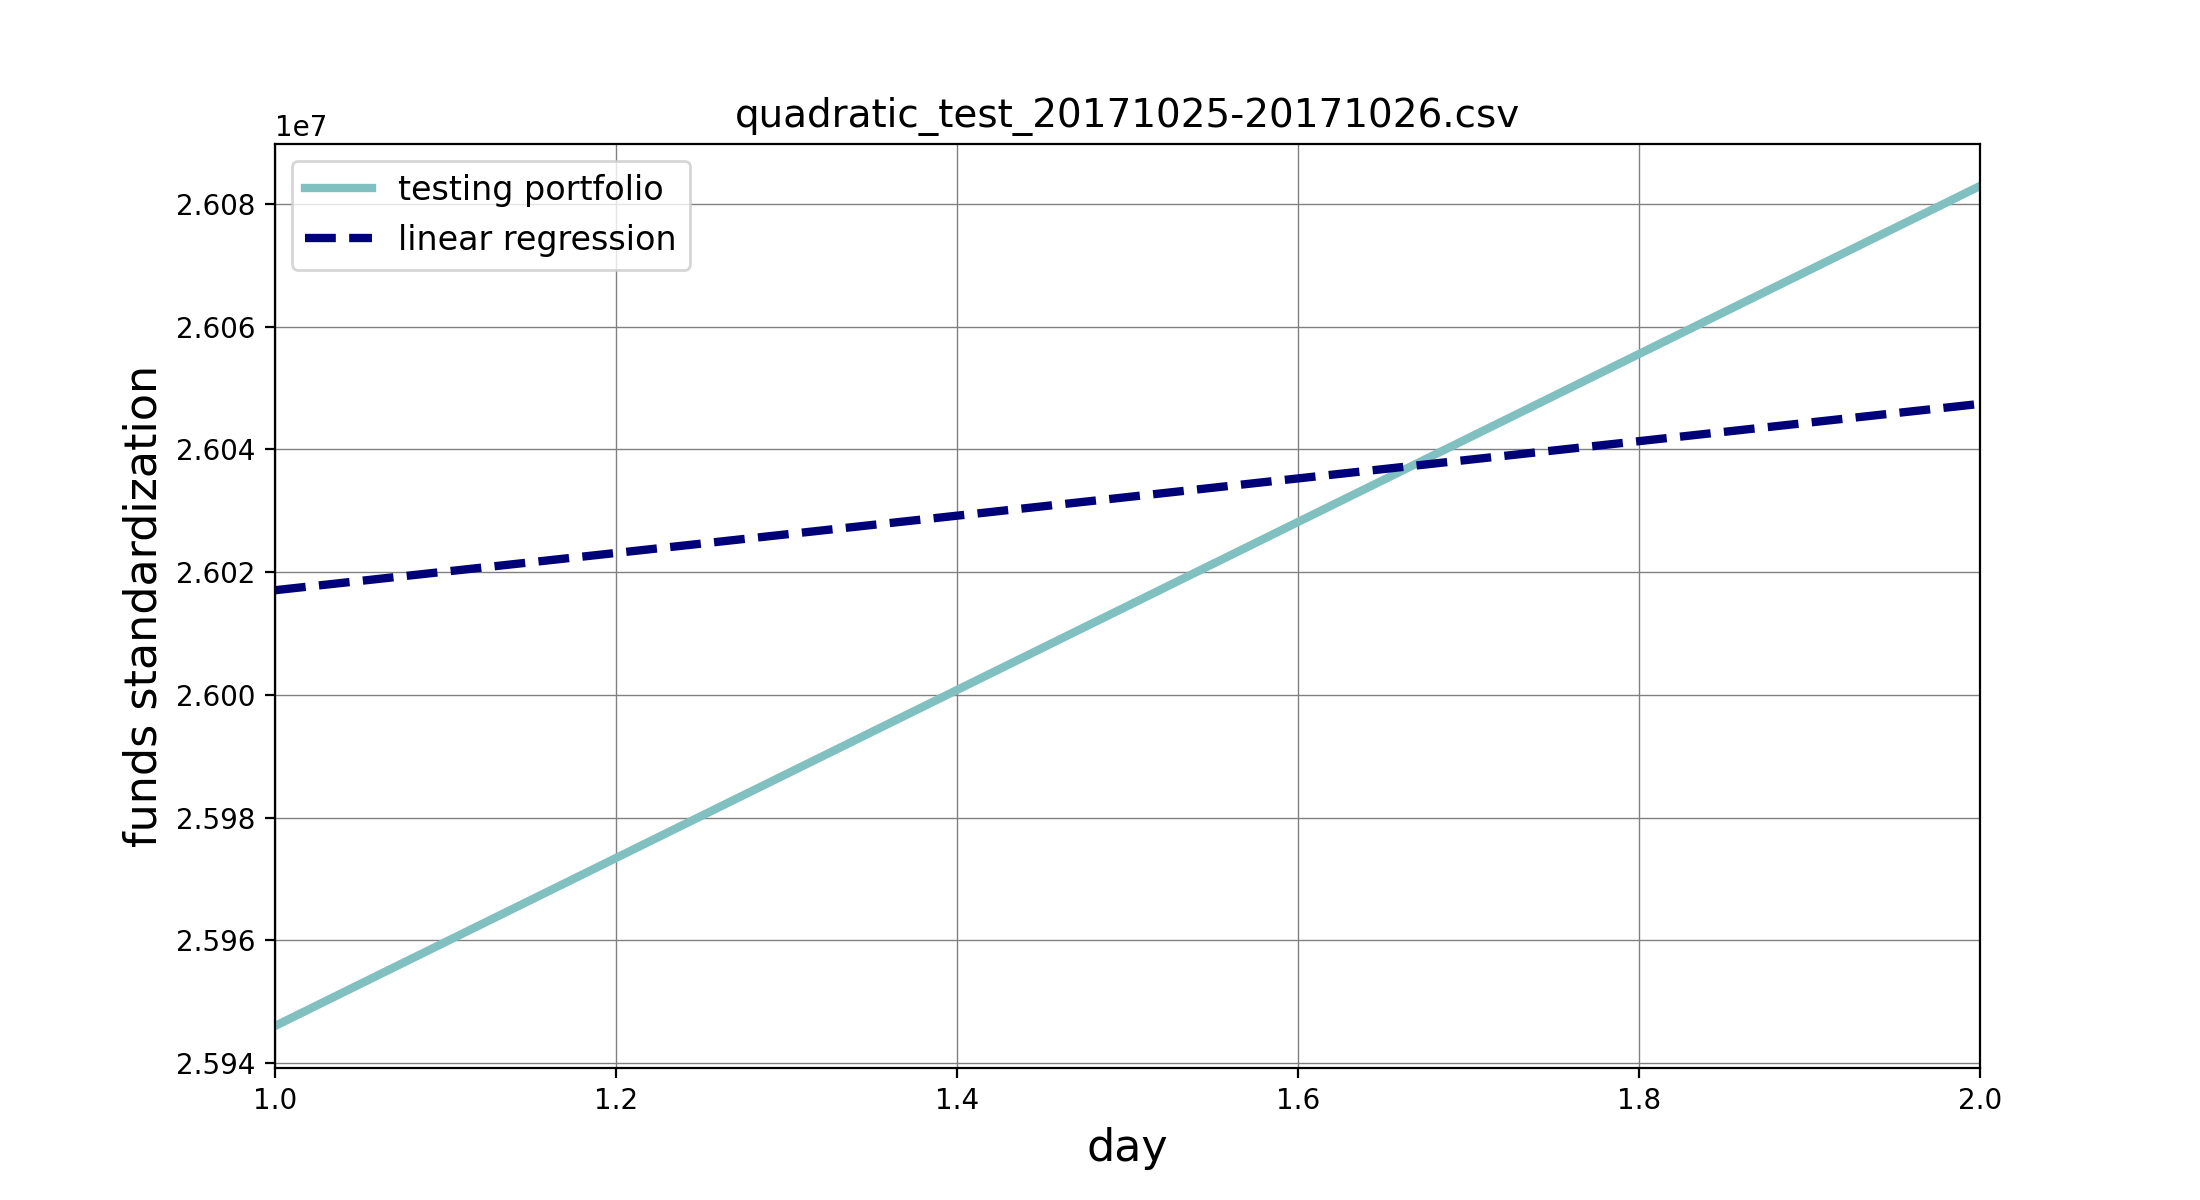 quadratic_test_20171025-20171026.csv
1e7
testing portfolio
linear regression
2.608
2.606
2.604
2.602
2.600
2.598
2.596
2.594
funds standardization
1.0 1.2 1.4 1.6 1.8 2.0
day